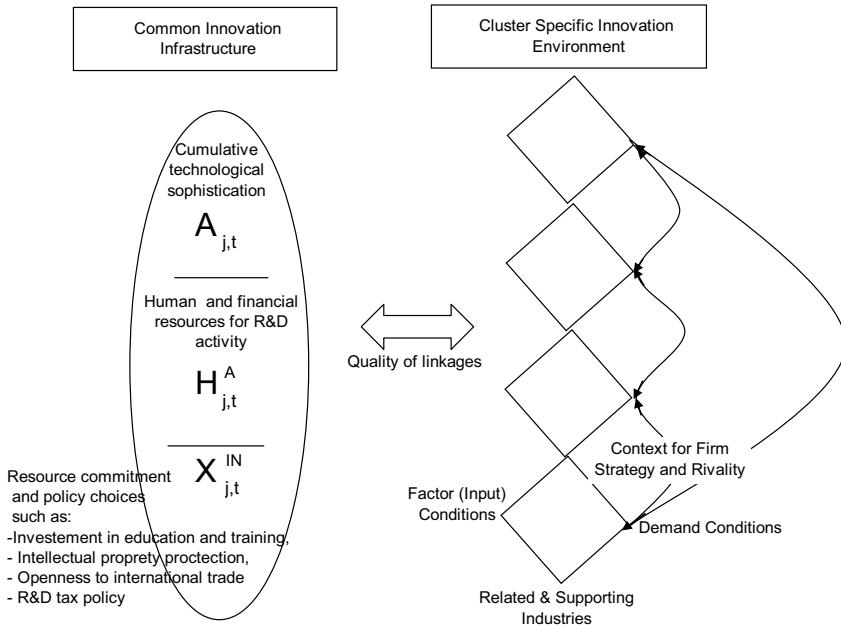 Common Innovation
Infrastructure
Cluster Specific Innovation
Environment
Cumulative
technological
sophistication
A j,t
Human and financial
resources for R&D
activity
H A j,t
X IN j,t
Resource commitment
and policy choices
such as:
-Investement in education and training,
- Intellectual proprety proctection,
- Openness to international trade
- R&D tax policy
Quality of linkages
Context for Firm
Strategy and Rivality
Factor (Input)
Conditions
Demand Conditions
Related & Supporting
Industries